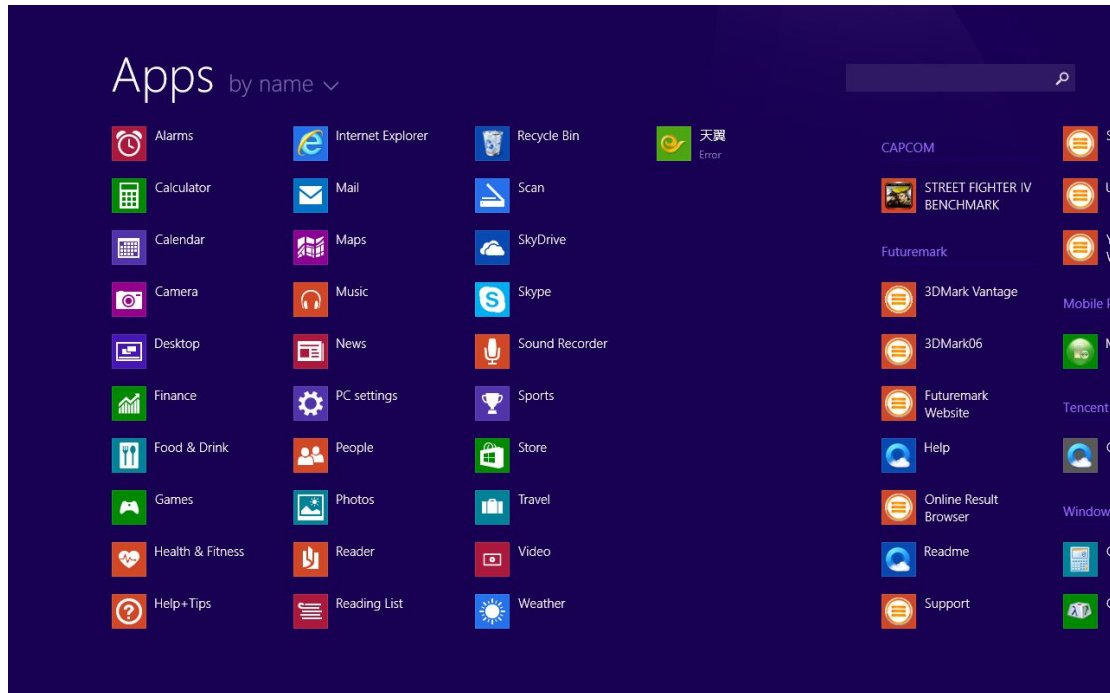 Apps by name
Alarms
Calculator
Calendar
Camera
Desktop
Finance
Food & Drink
Games
Health & Fitness
Help+Tips
Internet Explorer
Mail
Maps
Music
News
PC settings
People
Photos
Reader
Reading List
Recycle Bin
Scan
SkyDrive
Skype
Sound Recorder
Sports
Store
Travel
Video
Weather
天翼
Error
CAPCOM
STREET FIGHTER IV
BENCHMARK
Futuremark
3DMark Vantage
3DMark06
Futuremark
Website
Help
Online Result
Browser
Readme
Support
Mobile
Tencent
Window